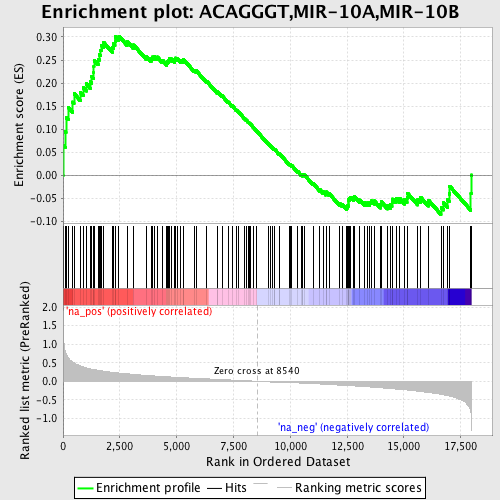 Enrichment plot: ACAGGGT,MIR-10A,MIR-10B
Enrichment score (ES)
0.30
0.25
0.20
0.15
0.10
0.05
0.00
-0.05
-0.10
'na_pos' (positively correlated)
Ranked list metric (PreRanked)
2.0
1.5
1.0
0.5
0.0
-0.5
-1.0
Zero cross at 8540
'na_neg' (negatively correlated)
0
2,500
5,000
7,500
10,000
12,500
15,000
17,500
Rank in Ordered Dataset
Enrichment profile
Hits
Ranking metric scores